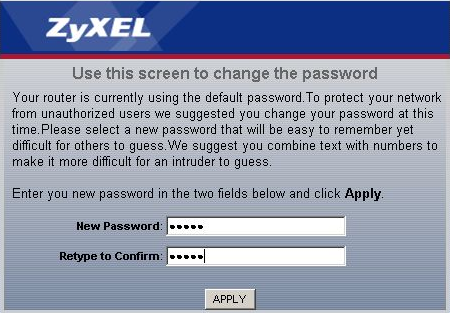 ZyXEL
Use this screen to change the password
Your router is currently using the default password.To protect your network
from unauthorized users we suggested you change your password at this
time.Please select a new password that will be easy to remember yet
difficult for others to guess.We suggest you combine text with numbers to
make it more difficult for an intruder to guess.
Enter you new password in the two fields below and click Apply.
New Password: •••••
Retype to Confirm: •••••
APPLY